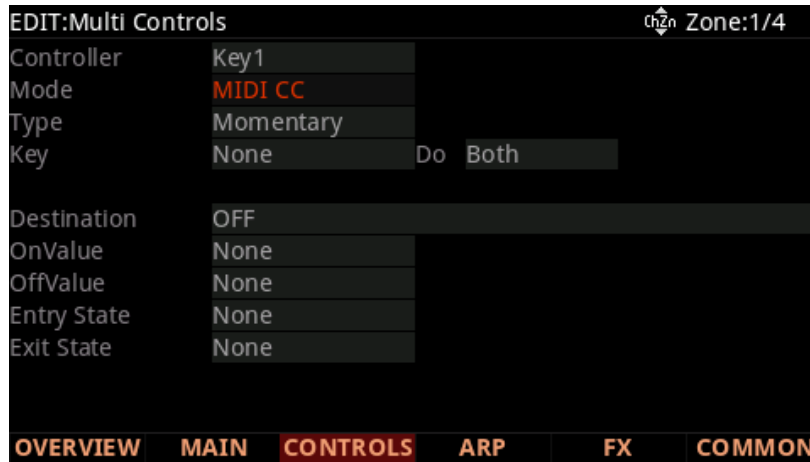 EDIT:Multi Controls ChZn Zone:1/4
Controller Key1
Mode MIDI CC
Type Momentary
Key None Do Both
Destination OFF
OnValue None
OffValue None
Entry State None
Exit State None
OVERVIEW MAIN CONTROLS ARP FX COMMON